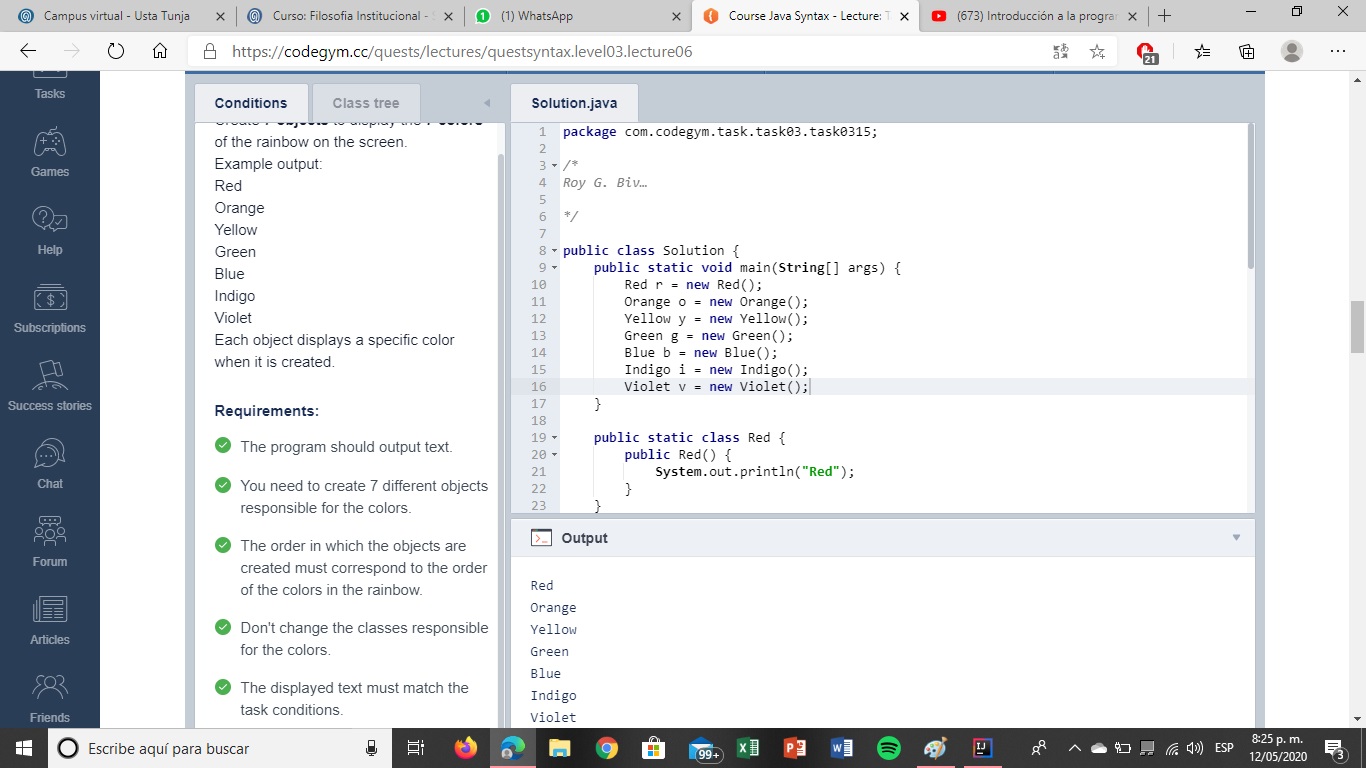 Campus virtual - Usta Tunja
Curso: Filosofia Institucional -
(1) WhatsApp
Course Java Syntax - Lecture:
(673) Introducción a la progra
https://codegym.cc/quests/lectures/questsyntax.level03.lecture06
21
Tasks
Games
Help
Subscriptions
Success stories
Chat
Forum
Articles
Friends
Conditions
Class tree
Create 7 objects to display the 7 colors
of the rainbow on the screen.
Example output:
Red
Orange
Yellow
Green
Blue
Indigo
Violet
Each object displays a specific color
when it is created.
Requirements:
The program should output text.
You need to create 7 different objects
responsible for the colors.
The order in which the objects are
created must correspond to the order
of the colors in the rainbow.
Don't change the classes responsible
for the colors.
The displayed text must match the
task conditions.
Solution.java
1 package com.codegym.task.task03.task0315;
2
3 /*
4 Roy G. Biv…
5
6 */
7
8 public class Solution {
9 public static void main(String[] args) {
10 Red r = new Red();
11 Orange o = new Orange();
12 Yellow y = new Yellow();
13 Green g = new Green();
14 Blue b = new Blue();
15 Indigo i = new Indigo();
16 Violet v = new Violet();
17 }
18
19 public static class Red {
20 public Red() {
21 System.out.println("Red");
22 }
23 }
Output
Red
Orange
Yellow
Green
Blue
Indigo
Violet
Escribe aquí para buscar
99+
ESP
8:25 p. m.
12/05/2020
3